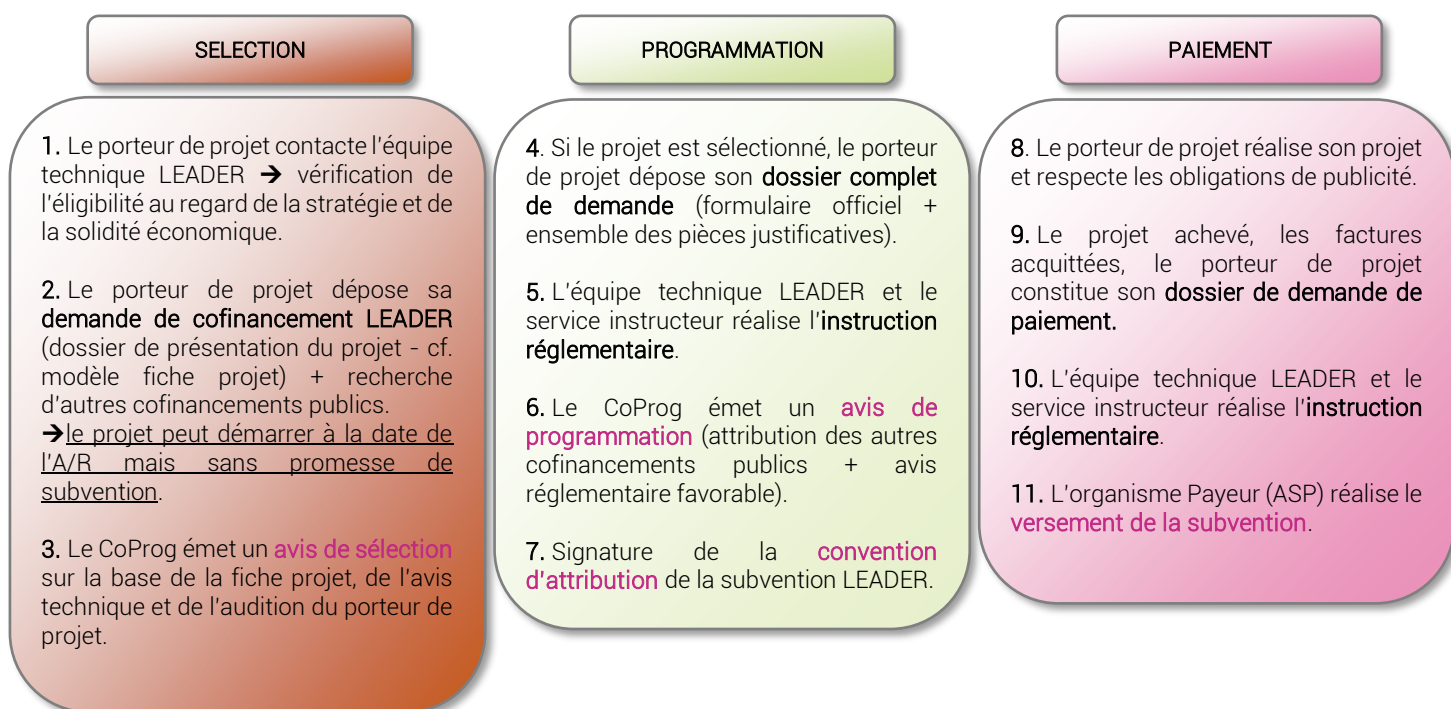 SELECTION
1. Le porteur de projet contacte l'équipe
technique LEADER ➔ vérification de
l'éligibilité au regard de la stratégie et de
la solidité économique.
2. Le porteur de projet dépose sa
demande de cofinancement LEADER
(dossier de présentation du projet - cf.
modèle fiche projet) + recherche
d'autres cofinancements publics.
➔le projet peut démarrer à la date de
l'A/R mais sans promesse de
subvention.
3. Le CoProg émet un avis de sélection
sur la base de la fiche projet, de l'avis
technique et de l'audition du porteur de
projet.
PROGRAMMATION
4. Si le projet est sélectionné, le porteur
de projet dépose son dossier complet
de demande (formulaire officiel +
ensemble des pièces justificatives).
5. L'équipe technique LEADER et le
service instructeur réalise l'instruction
réglementaire.
6. Le CoProg émet un avis de
programmation (attribution des autres
cofinancements publics + avis
réglementaire favorable).
7. Signature de la convention
d'attribution de la subvention LEADER.
PAIEMENT
8. Le porteur de projet réalise son projet
et respecte les obligations de publicité.
9. Le projet achevé, les factures
acquittées, le porteur de projet
constitue son dossier de demande de
paiement.
10. L'équipe technique LEADER et le
service instructeur réalise l'instruction
réglementaire.
11. L'organisme Payeur (ASP) réalise le
versement de la subvention.